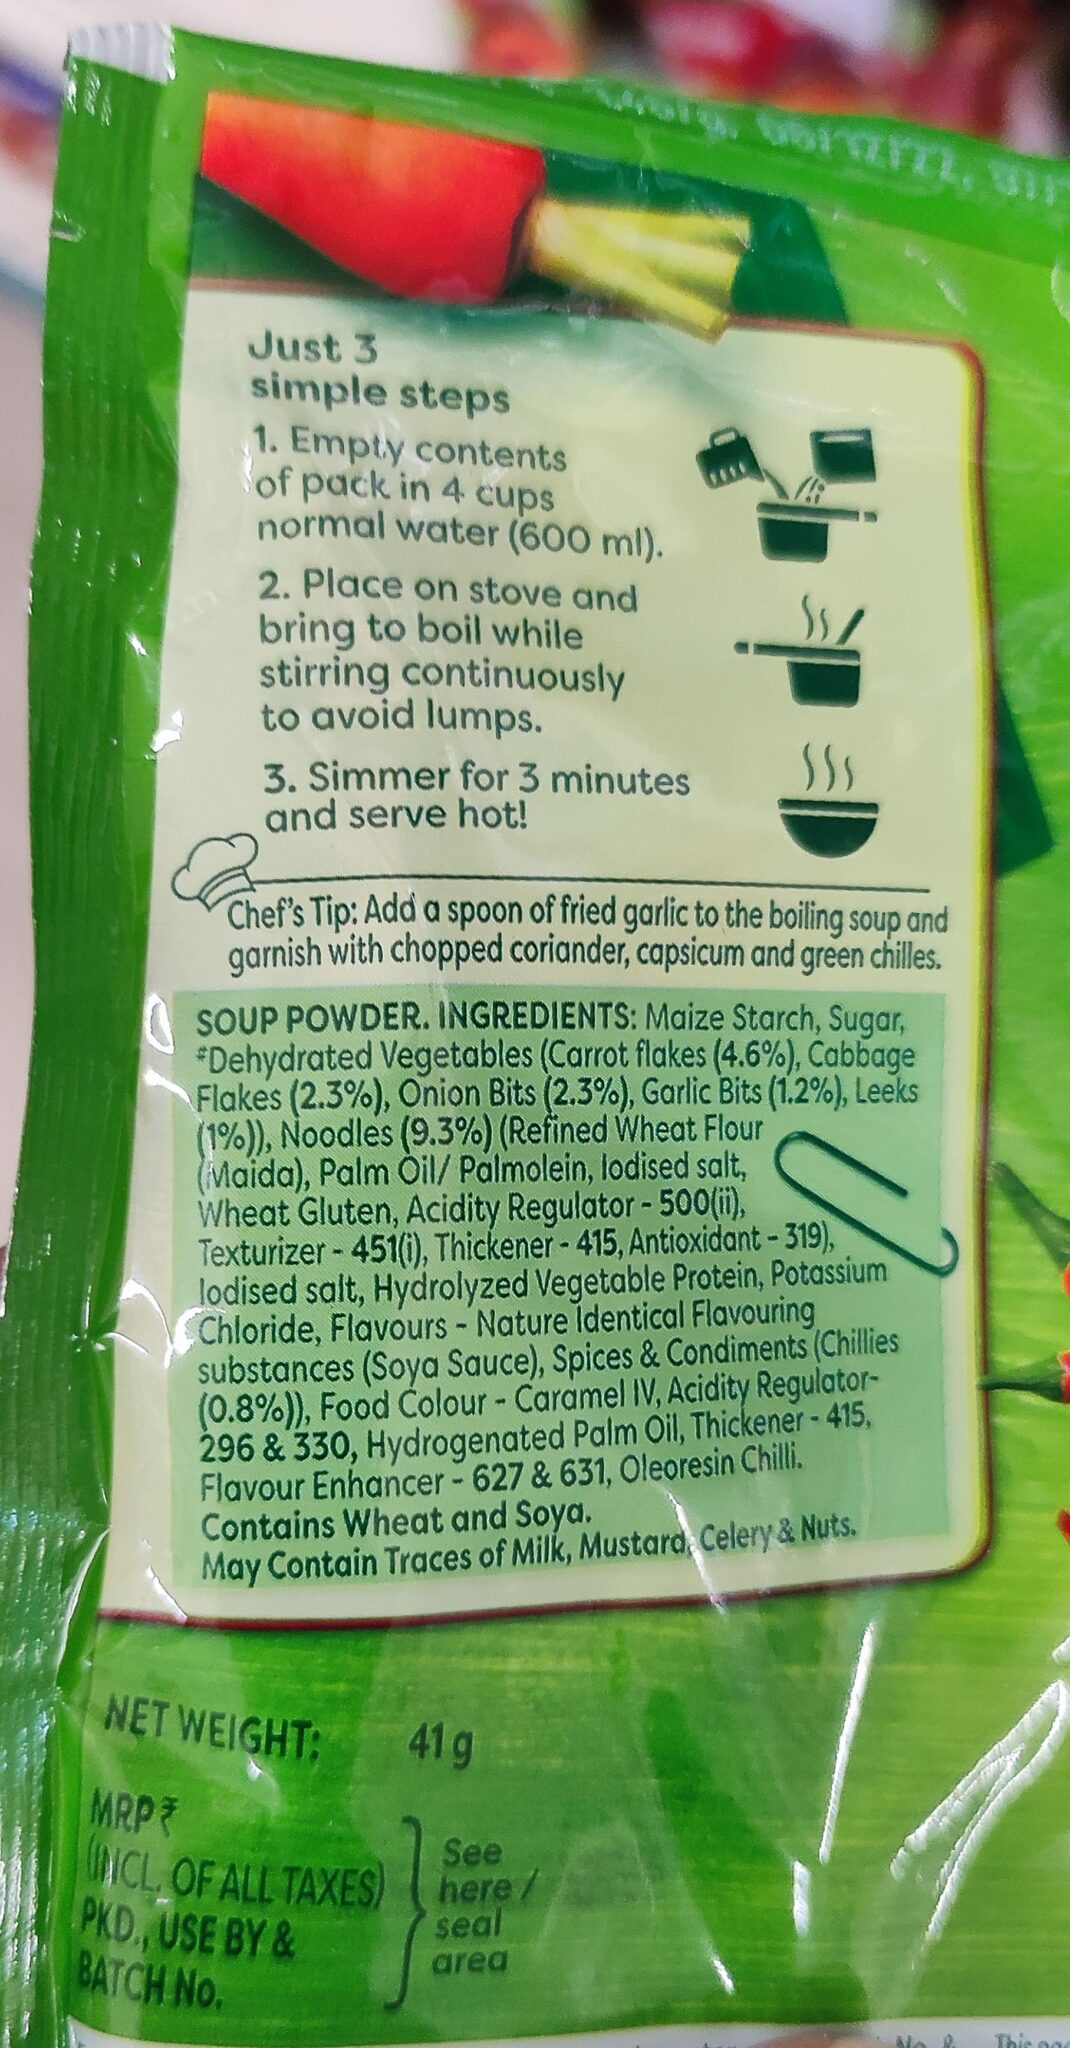 Just 3
simple steps
1. Empty contents
of pack in 4 cups
normal water (600 ml).
2. Place on stove and
bring to boil while
stirring continuously
to avoid lumps.
3. Simmer for 3 minutes
and serve hot!
Chef's Tip: Add a spoon of fried garlic to the boiling soup and
garnish with chopped coriander, capsicum and green chilles.
SOUP POWDER. INGREDIENTS: Maize Starch, Sugar,
#Dehydrated Vegetables (Carrot flakes (4.6%), Cabbage
Flakes (2.3%), Onion Bits (2.3%), Garlic Bits (1.2%), Leeks
(1%)), Noodles (9.3%) (Refined Wheat Flour
(Maida), Palm Oil/ Palmolein, Iodised salt,
Wheat Gluten, Acidity Regulator - 500(ii),
Texturizer - 451(i), Thickener - 415, Antioxidant - 319),
Iodised salt, Hydrolyzed Vegetable Protein, Potassium
Chloride, Flavours - Nature Identical Flavouring
substances (Soya Sauce), Spices & Condiments (Chillies
(0.8%)), Food Colour - Caramel IV, Acidity Regulator-
296 & 330, Hydrogenated Palm Oil, Thickener - 415,
Flavour Enhancer - 627 & 631, Oleoresin Chilli.
Contains Wheat and Soya.
May Contain Traces of Milk, Mustard, Celery & Nuts.
NET WEIGHT: 41 g
MRP ₹
(INCL. OF ALL TAXES)
PKD., USE BY &
BATCH No.
See
here /
seal
area
No. & This